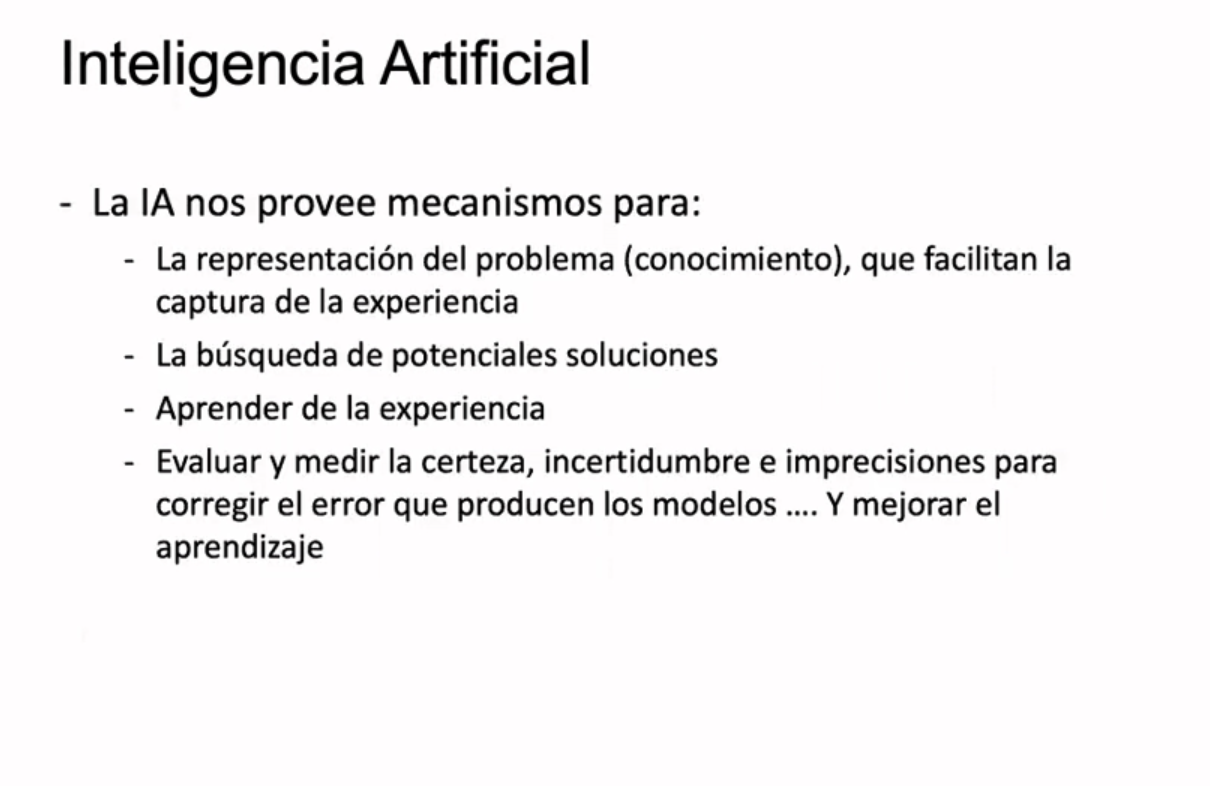 Inteligencia Artificial
- La IA nos provee mecanismos para:
- La representación del problema (conocimiento), que facilitan la
captura de la experiencia
- La búsqueda de potenciales soluciones
- Aprender de la experiencia
- Evaluar y medir la certeza, incertidumbre e imprecisiones para
corregir el error que producen los modelos .... Y mejorar el
aprendizaje